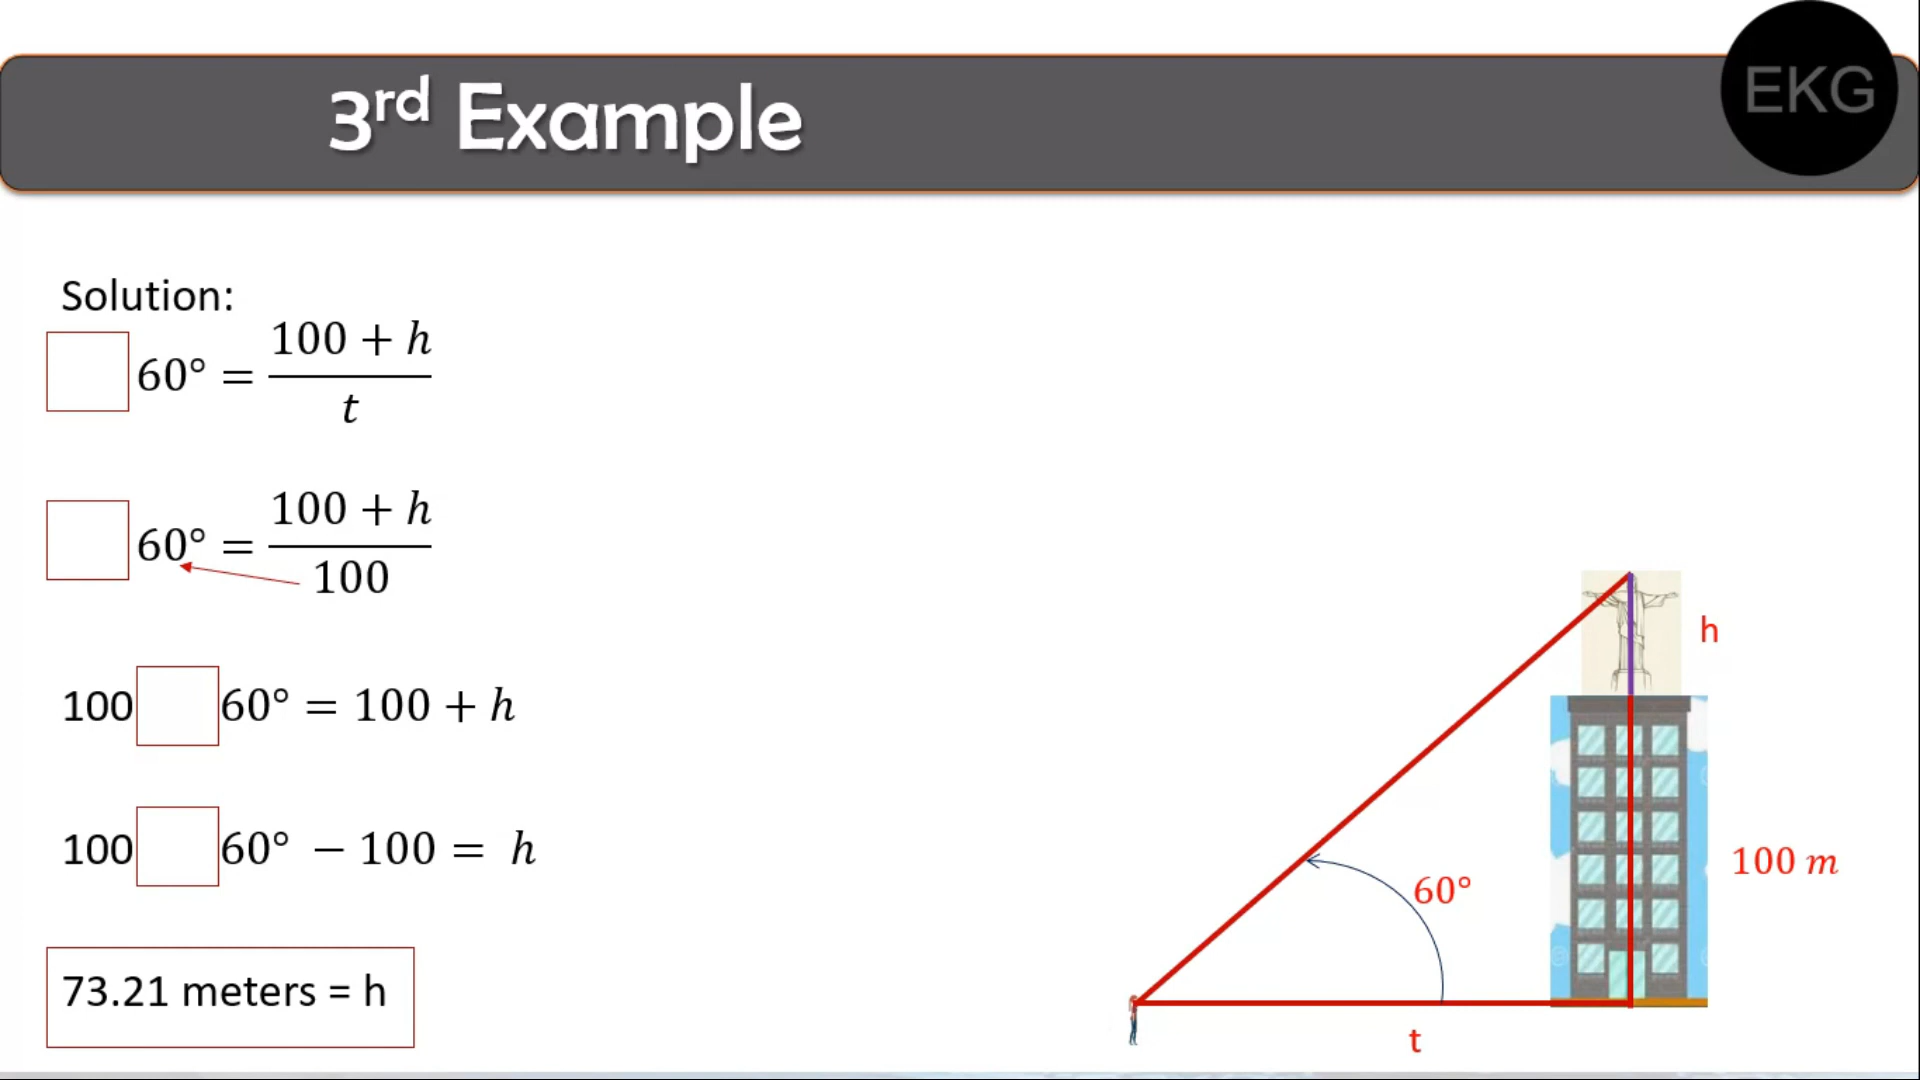 EKG
3rd Example
Solution:
60° = (100 + h)/t
60° = (100 + h)/100
100 60° = 100 + h
100 60° − 100 = h
73.21 meters = h
h
100 m
60°
t